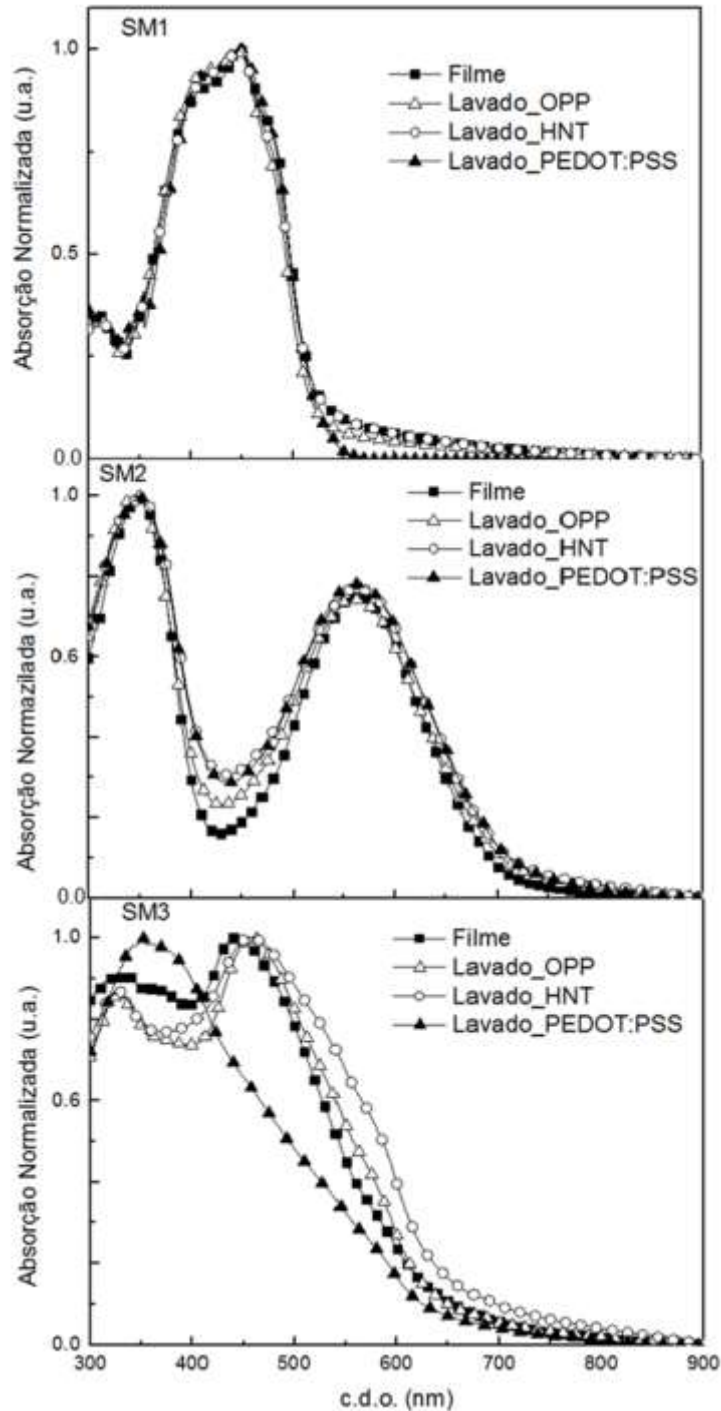 SM1
Filme
Lavado_OPP
Lavado_HNT
Lavado_PEDOT:PSS
1.0
0.5
0.0
Absorção Normalizada (u.a.)
SM2
Filme
Lavado_OPP
Lavado_HNT
Lavado_PEDOT:PSS
1.0
0.6
0.0
Absorção Normazilada (u.a.)
SM3
Filme
Lavado_OPP
Lavado_HNT
Lavado_PEDOT:PSS
1.0
0.6
0.0
Absorção Normalizada (u.a.)
300 400 500 600 700 800 900
c.d.o. (nm)